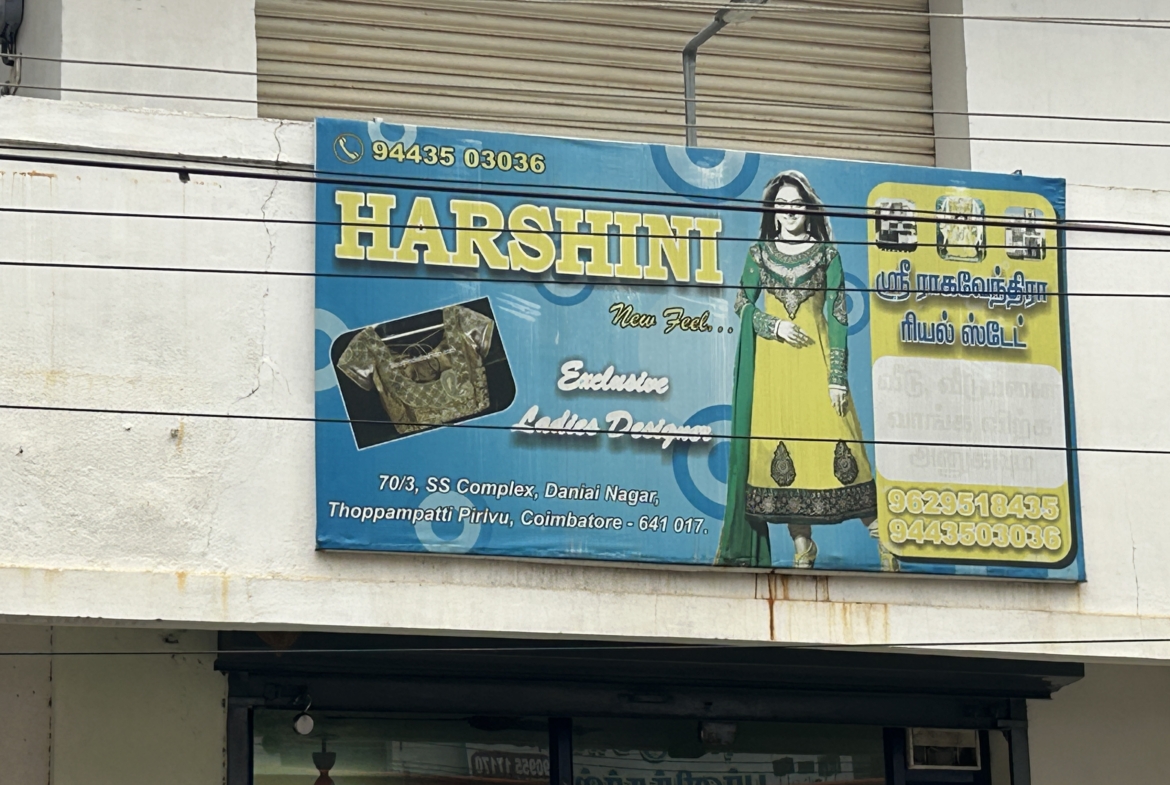 94435 03036
HARSHINI
New Feel...
Exclusive
Ladies Designer
70/3, SS Complex, Daniai Nagar,
Thoppampatti Pirivu, Coimbatore - 641 017.
ஸ்ரீ ராகவேந்திரா
ரியல் ஸ்டேட்
9629518435
9443503036